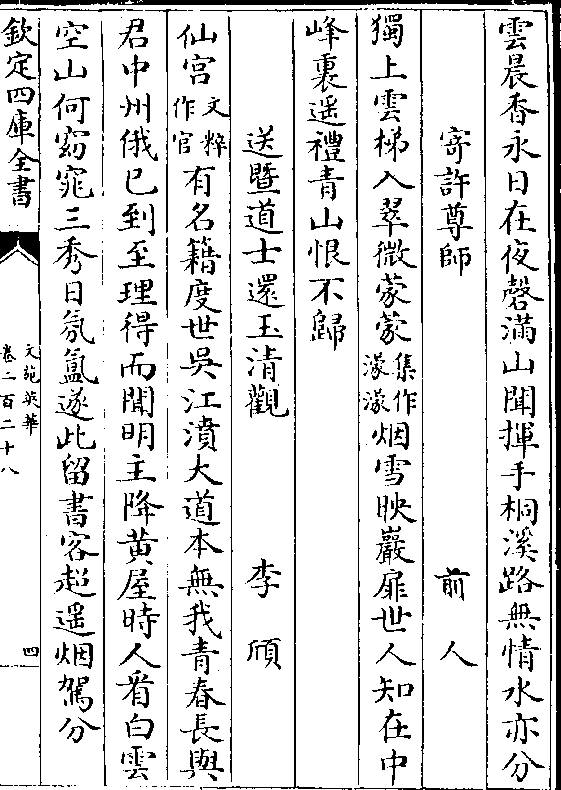 雲晨香永日在夜磬滿山聞揮手桐溪路無情水亦分
寄許尊師 前人
獨上雲梯入翠微蒙蒙集作濛濛烟雪映巖扉世人知在中
峰裏遥禮青山恨不歸
送暨道士還玉清觀 李頎
仙宫文粹作官有名籍度世吳江濆大道本無我青春長與
君中州俄已到至理得而聞明主降黄屋時人看白雲
空山何窈窕三秀日氛氳遂此留書客超遥烟駕分
欽定四庫全書
文苑英華
卷二百二十八
四